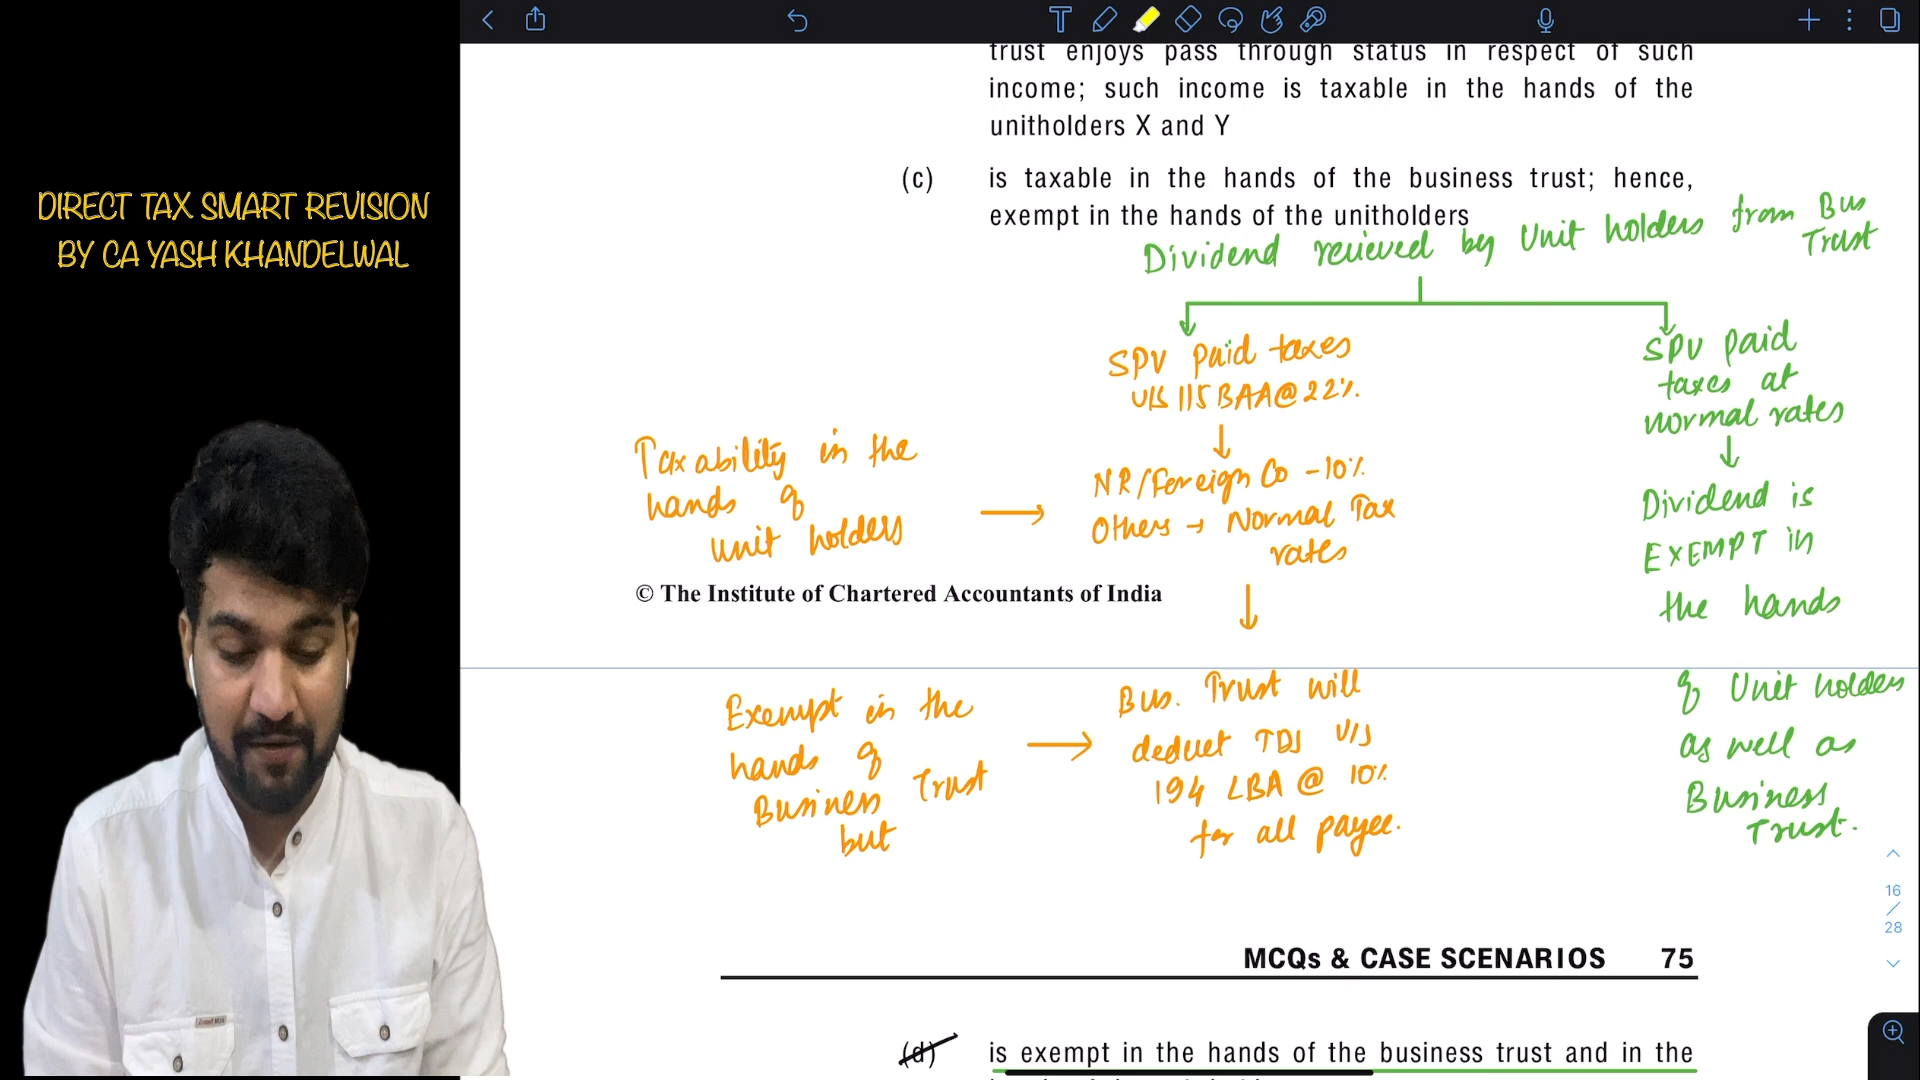 DIRECT TAX SMART REVISION
BY CA YASH KHANDELWAL
trust enjoys pass through status in respect of such
income; such income is taxable in the hands of the
unitholders X and Y
(c) is taxable in the hands of the business trust; hence,
exempt in the hands of the unitholders
Dividend recieved by Unit holders from Bus
Trust
SPV Paid taxes
U/S 115 BAA @ 22%.
NR/Foreign Co - 10%.
Others → Normal Tax
rates
SPV paid
taxes at
normal rates
Dividend is
EXEMPT in
the hands
Taxability in the
hands of
unit holders
© The Institute of Chartered Accountants of India
Exempt in the
hands of
Business Trust
but
Bus. Trust will
deduct TDS U/S
194 LBA @ 10%
for all payee.
of Unit holders
as well as
Business
Trust.
16
/
28
MCQs & CASE SCENARIOS 75
(d) is exempt in the hands of the business trust and in the